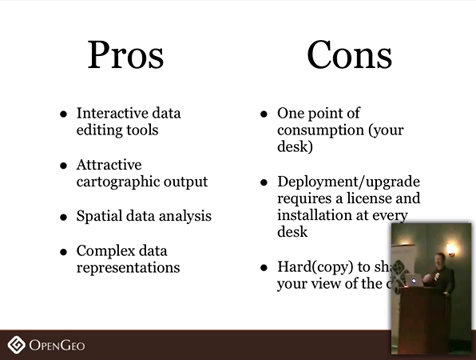 Pros
Interactive data
editing tools
Attractive
cartographic output
Spatial data analysis
Complex data
representations
Cons
One point of
consumption (your
desk)
Deployment/upgrade
requires a license and
installation at every
desk
Hard(copy) to
your view of the
OPENGEO